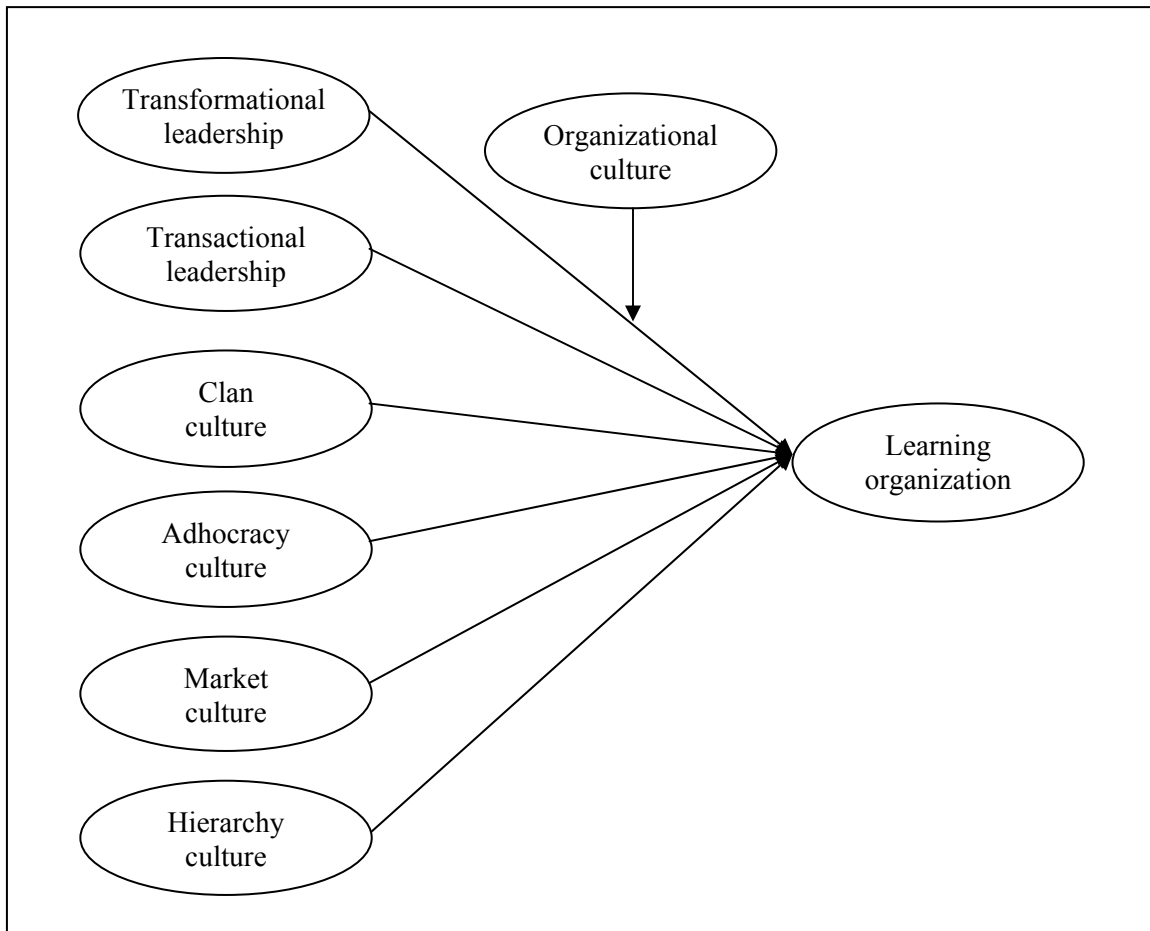 Transformational
leadership
Organizational
culture
Transactional
leadership
Clan
culture
Learning
organization
Adhocracy
culture
Market
culture
Hierarchy
culture